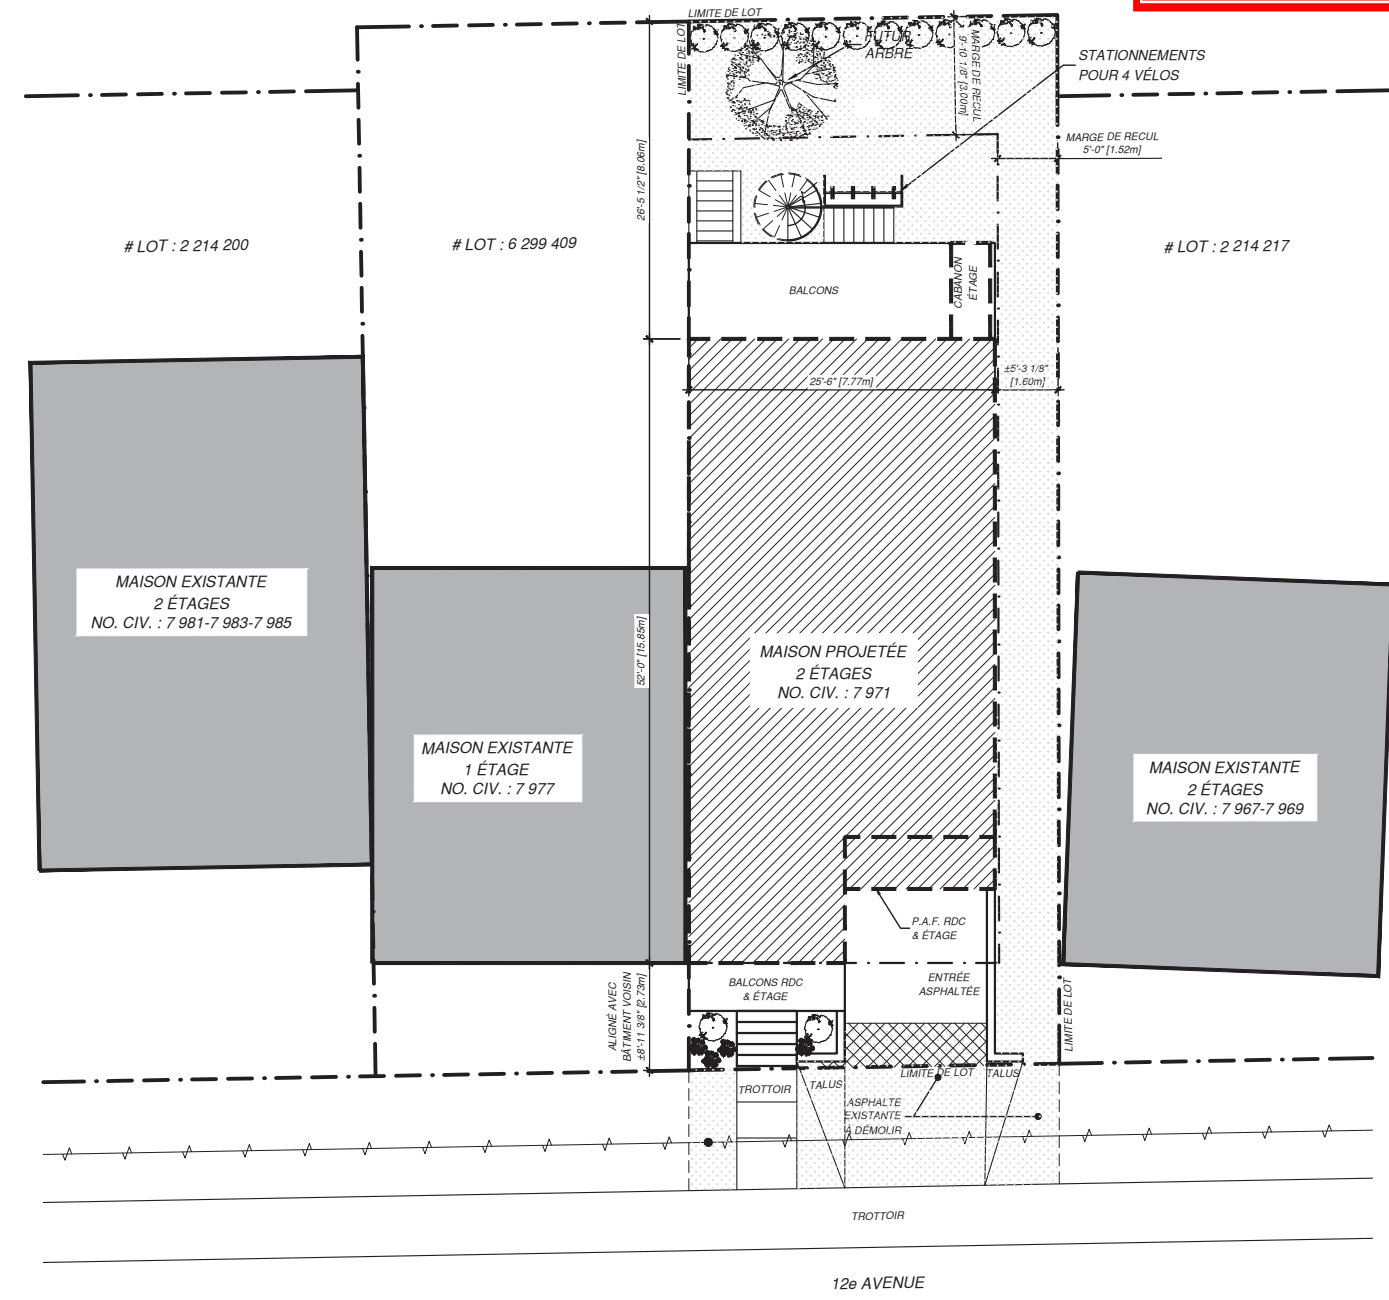 LIMITE DE LOT
LIMITE DE LOT
FUTUR
ARBRE
MARGE DE RECUL
9'-10 1/8" [3.00m]
STATIONNEMENTS
POUR 4 VÉLOS
MARGE DE RECUL
5'-0" [1.52m]
26'-5 1/2" [8.06m]
# LOT : 2 214 200
# LOT : 6 299 409
# LOT : 2 214 217
BALCONS
CABANON
ÉTAGE
25'-6" [7.77m]
±5'-3 1/8"
[1.60m]
MAISON EXISTANTE
2 ÉTAGES
NO. CIV. : 7 981-7 983-7 985
52'-0" [15.85m]
MAISON PROJETÉE
2 ÉTAGES
NO. CIV. : 7 971
MAISON EXISTANTE
1 ÉTAGE
NO. CIV. : 7 977
MAISON EXISTANTE
2 ÉTAGES
NO. CIV. : 7 967-7 969
P.A.F. RDC
& ÉTAGE
ALIGNÉ AVEC
BÂTIMENT VOISIN
±8'-11 3/8" [2.73m]
BALCONS RDC
& ÉTAGE
ENTRÉE
ASPHALTÉE
LIMITE DE LOT
TROTTOIR
TALUS
LIMITE DE LOT
TALUS
ASPHALTE
EXISTANTE
À DÉMOLIR
TROTTOIR
12e AVENUE